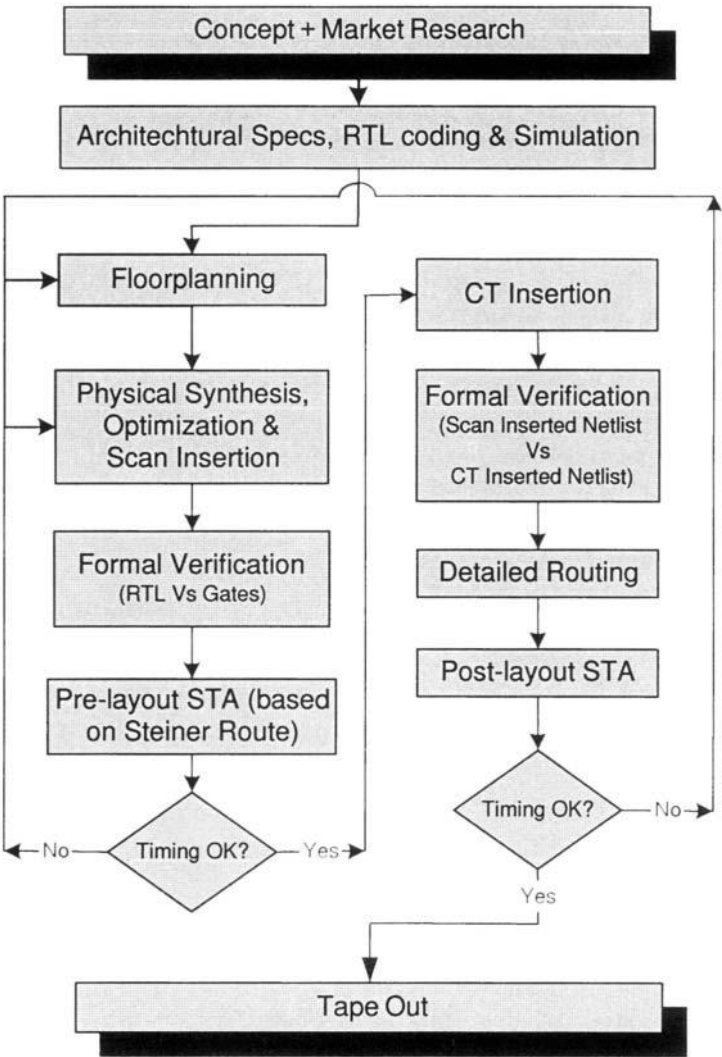 Concept + Market Research
Architechtural Specs, RTL coding & Simulation
Floorplanning
Physical Synthesis,
Optimization &
Scan Insertion
Formal Verification
(RTL Vs Gates)
Pre-layout STA (based
on Steiner Route)
No
Timing OK?
Yes
CT Insertion
Formal Verification
(Scan Inserted Netlist
Vs
CT Inserted Netlist)
Detailed Routing
Post-layout STA
Timing OK?
No
Yes
Tape Out